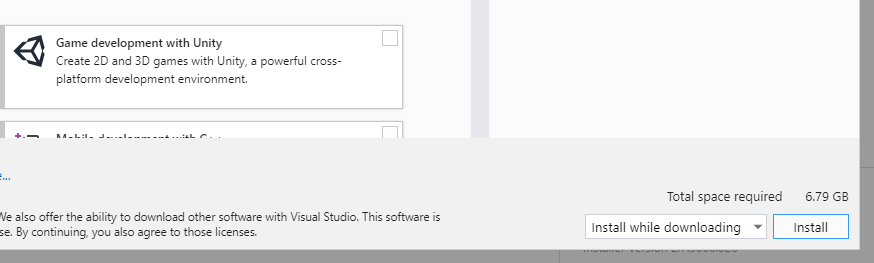 Game development with Unity
Create 2D and 3D games with Unity, a powerful cross-
platform development environment.
Mobile development with C++
e...
Total space required 6.79 GB
We also offer the ability to download other software with Visual Studio. This software is
se. By continuing, you also agree to those licenses.
Install while downloading
Install